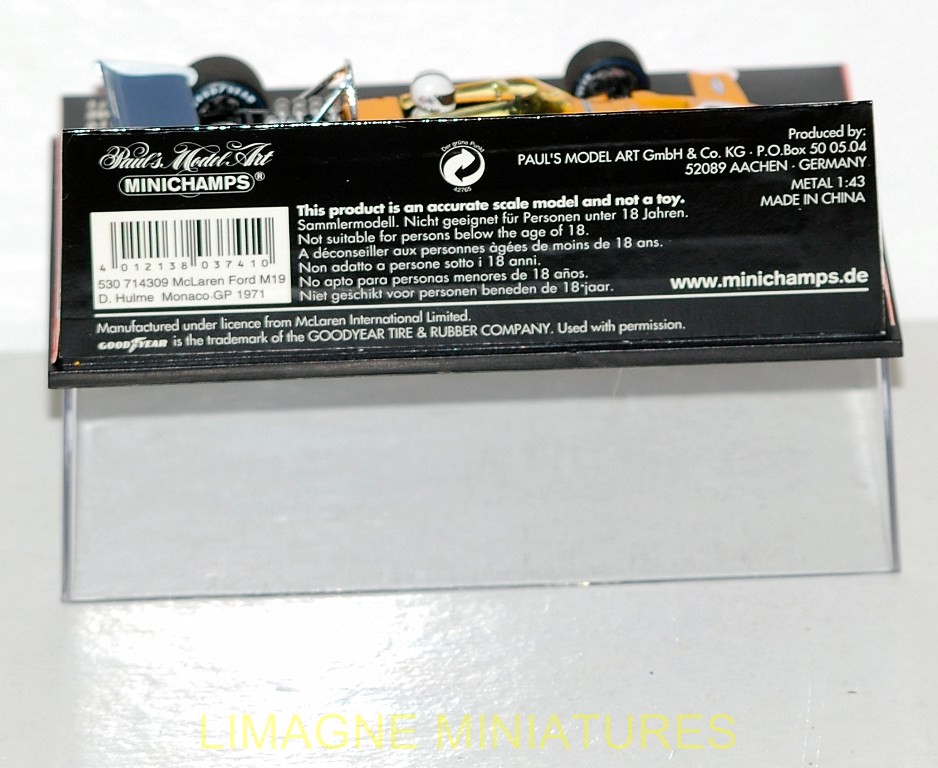 GOODYEAR
Paul's Model Art
MINICHAMPS®
Der grüne Punkt
42765
Produced by:
PAUL'S MODEL ART GmbH & Co. KG · P.O.Box 50 05.04
52089 AACHEN · GERMANY
METAL 1:43
MADE IN CHINA
4 012138 037410
530 714309 McLaren Ford M19
D. Hulme Monaco GP 1971
This product is an accurate scale model and not a toy.
Sammlermodell. Nicht geeignet für Personen unter 18 Jahren.
Not suitable for persons below the age of 18.
A déconseiller aux personnes âgées de moins de 18 ans.
Non adatto a persone sotto i 18 anni.
No apto para personas menores de 18 años.
Niet geschikt voor personen beneden de 18-jaar.
www.minichamps.de
Manufactured under licence from McLaren International Limited.
GOODYEAR is the trademark of the GOODYEAR TIRE & RUBBER COMPANY. Used with permission.
LIMAGNE MINIATURES